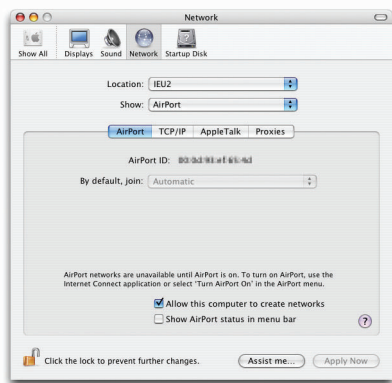 Network
Show All Displays Sound Network Startup Disk
Location: IEU2
Show: AirPort
AirPort TCP/IP AppleTalk Proxies
AirPort ID:
By default, join: Automatic
AirPort networks are unavailable until AirPort is on. To turn on AirPort, use the
Internet Connect application or select 'Turn AirPort On' in the AirPort menu.
Allow this computer to create networks
Show AirPort status in menu bar
?
Click the lock to prevent further changes. Assist me... Apply Now